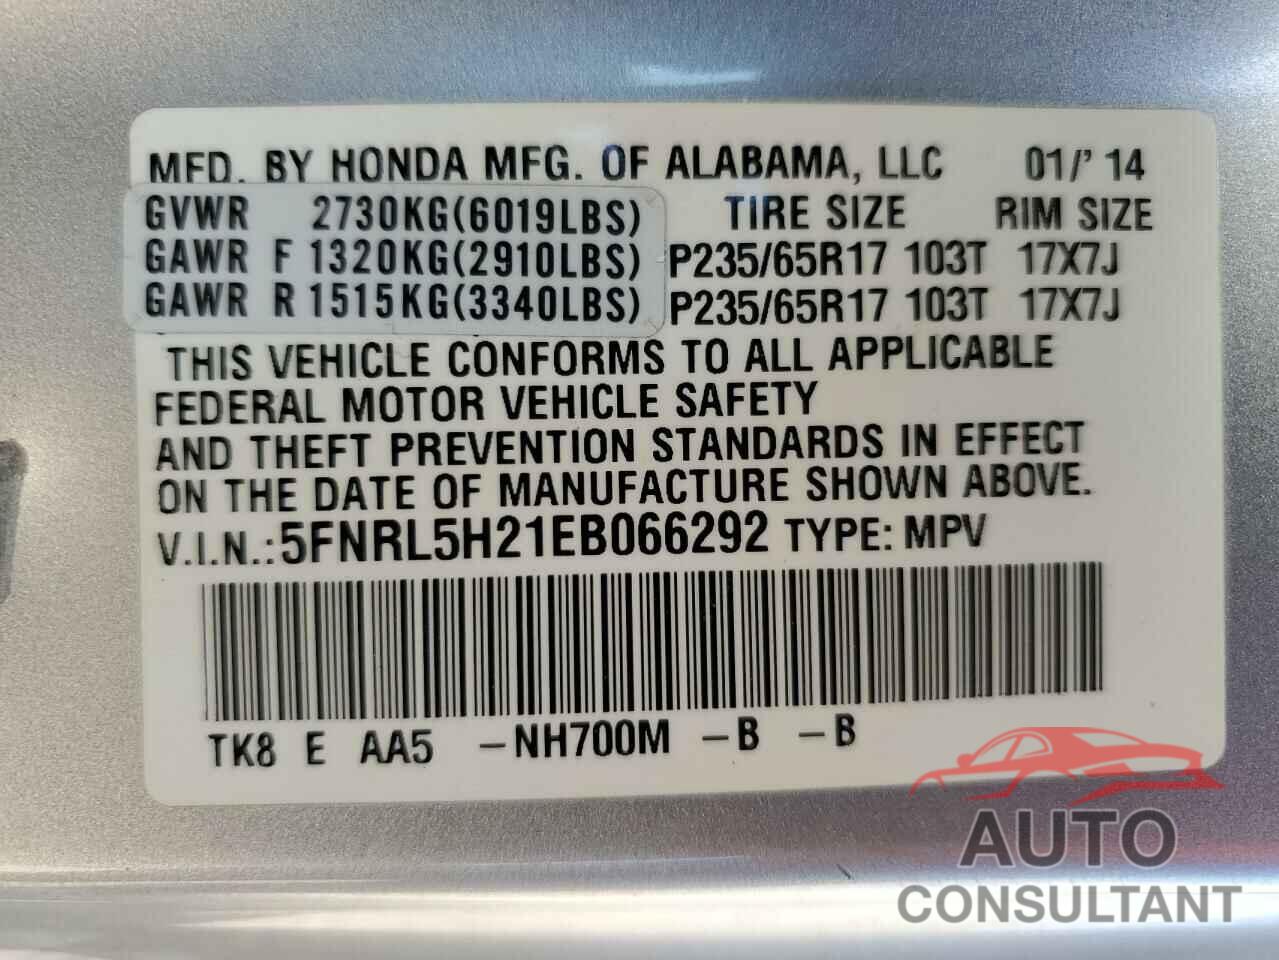 MFD. BY HONDA MFG. OF ALABAMA, LLC 01/' 14
GVWR 2730KG(6019LBS) TIRE SIZE RIM SIZE
GAWR F 1320KG(2910LBS) P235/65R17 103T 17X7J
GAWR R 1515KG(3340LBS) P235/65R17 103T 17X7J
THIS VEHICLE CONFORMS TO ALL APPLICABLE
FEDERAL MOTOR VEHICLE SAFETY
AND THEFT PREVENTION STANDARDS IN EFFECT
ON THE DATE OF MANUFACTURE SHOWN ABOVE.
V.I.N.:5FNRL5H21EB066292 TYPE: MPV
TK8 E AA5 -NH700M -B -B
AUTO
CONSULTANT